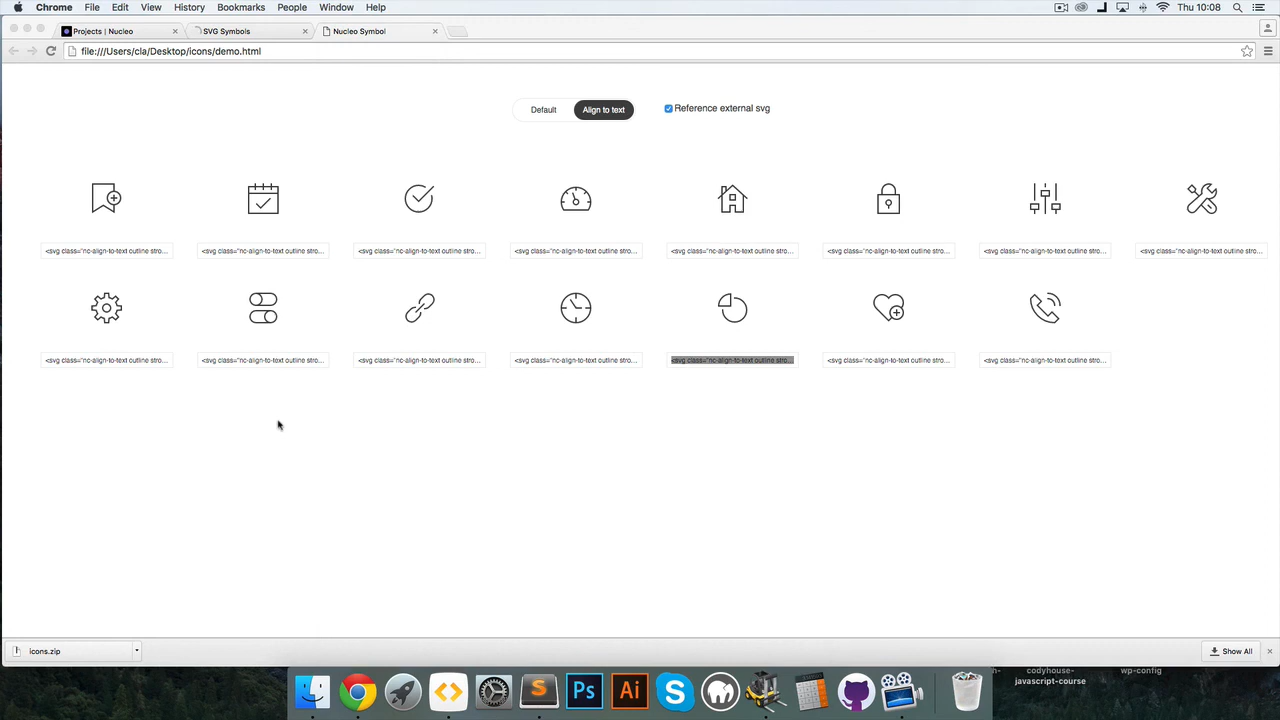 Chrome File Edit View History Bookmarks People Window Help Thu 10:08
Projects | Nucleo SVG Symbols Nucleo Symbol
file:///Users/cla/Desktop/icons/demo.html
Default Align to text Reference external svg
<svg class="nc-align-to-text outline stro... <svg class="nc-align-to-text outline stro... <svg class="nc-align-to-text outline stro... <svg class="nc-align-to-text outline stro... <svg class="nc-align-to-text outline stro... <svg class="nc-align-to-text outline stro... <svg class="nc-align-to-text outline stro... <svg class="nc-align-to-text outline stro...
<svg class="nc-align-to-text outline stro... <svg class="nc-align-to-text outline stro... <svg class="nc-align-to-text outline stro... <svg class="nc-align-to-text outline stro... <svg class="nc-align-to-text outline stro... <svg class="nc-align-to-text outline stro... <svg class="nc-align-to-text outline stro...
icons.zip Show All
codyhouse- wp-config
javascript-course
Ps Ai